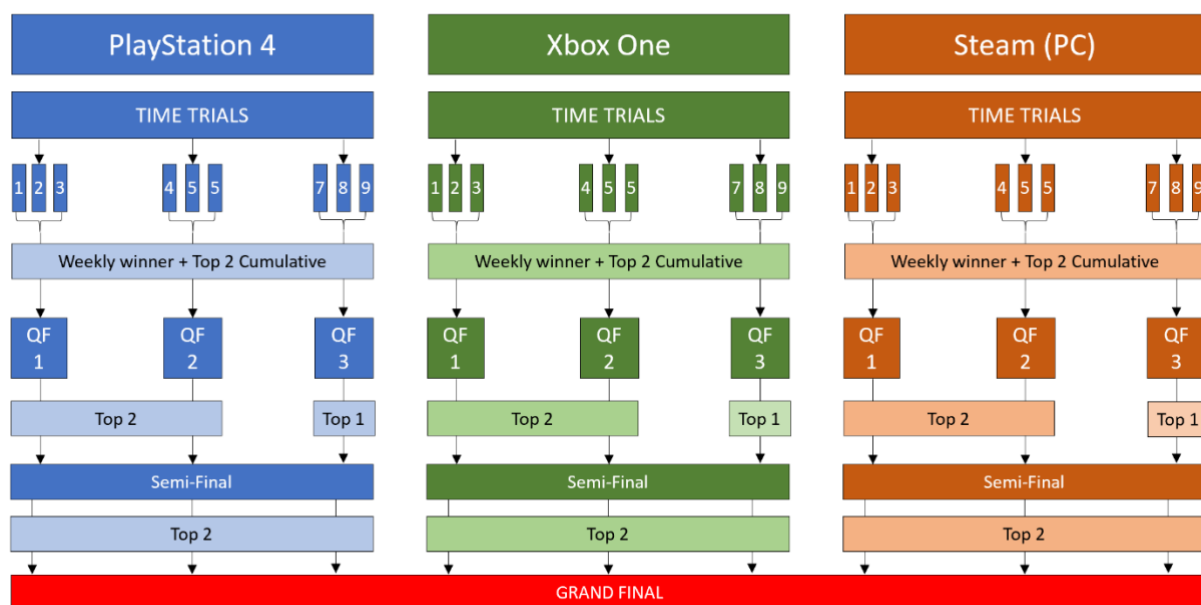 PlayStation 4
Xbox One
Steam (PC)
TIME TRIALS
TIME TRIALS
TIME TRIALS
1 2 3 4 5 5 7 8 9
1 2 3 4 5 5 7 8 9
1 2 3 4 5 5 7 8 9
Weekly winner + Top 2 Cumulative
Weekly winner + Top 2 Cumulative
Weekly winner + Top 2 Cumulative
QF
1
QF
2
QF
3
QF
1
QF
2
QF
3
QF
1
QF
2
QF
3
Top 2
Top 1
Top 2
Top 1
Top 2
Top 1
Semi-Final
Semi-Final
Semi-Final
Top 2
Top 2
Top 2
GRAND FINAL